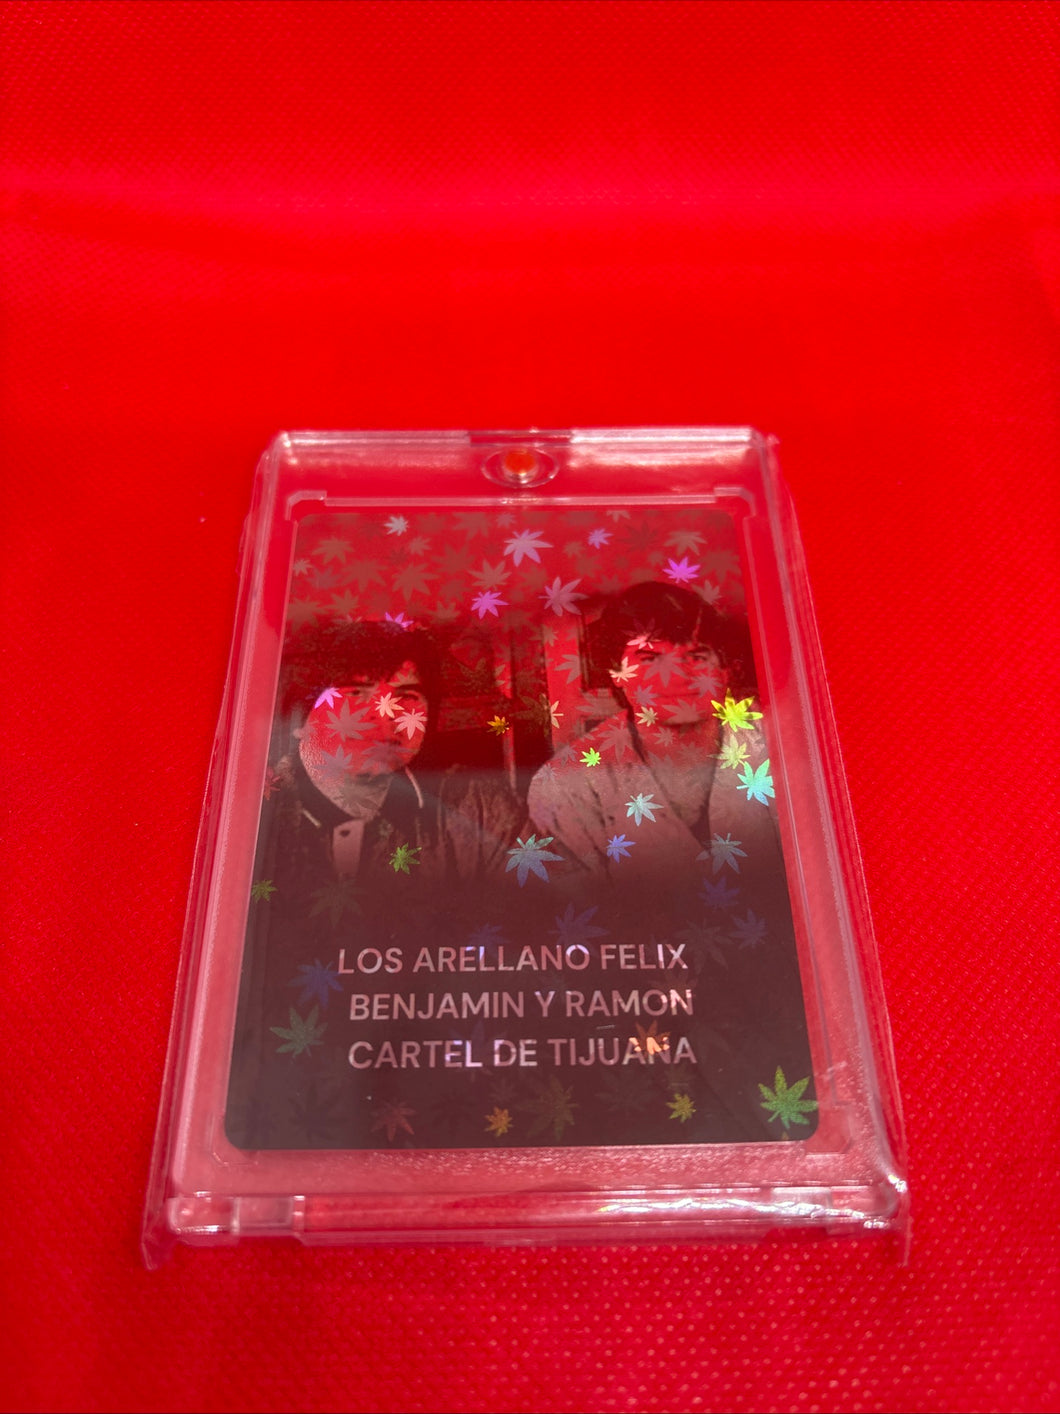 LOS ARELLANO FELIX
BENJAMIN Y RAMON
CARTEL DE TIJUANA